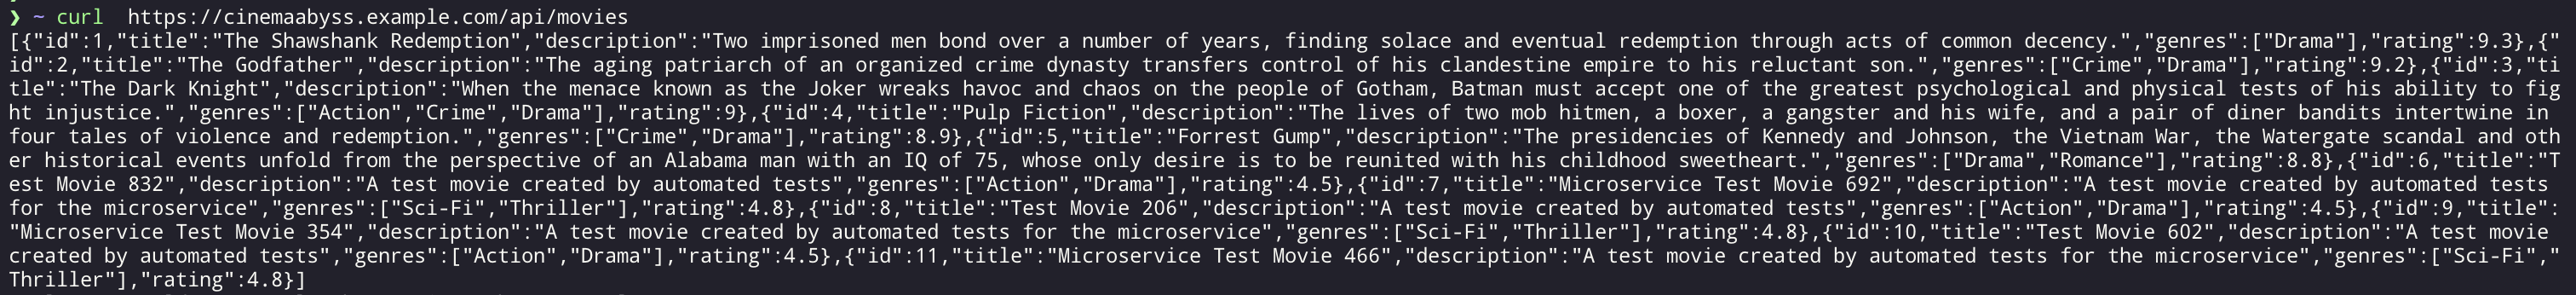 ❯ ~ curl  https://cinemaabyss.example.com/api/movies
[{"id":1,"title":"The Shawshank Redemption","description":"Two imprisoned men bond over a number of years, finding solace and eventual redemption through acts of common decency.","genres":["Drama"],"rating":9.3},{"
id":2,"title":"The Godfather","description":"The aging patriarch of an organized crime dynasty transfers control of his clandestine empire to his reluctant son.","genres":["Crime","Drama"],"rating":9.2},{"id":3,"ti
tle":"The Dark Knight","description":"When the menace known as the Joker wreaks havoc and chaos on the people of Gotham, Batman must accept one of the greatest psychological and physical tests of his ability to fig
ht injustice.","genres":["Action","Crime","Drama"],"rating":9},{"id":4,"title":"Pulp Fiction","description":"The lives of two mob hitmen, a boxer, a gangster and his wife, and a pair of diner bandits intertwine in
four tales of violence and redemption.","genres":["Crime","Drama"],"rating":8.9},{"id":5,"title":"Forrest Gump","description":"The presidencies of Kennedy and Johnson, the Vietnam War, the Watergate scandal and oth
er historical events unfold from the perspective of an Alabama man with an IQ of 75, whose only desire is to be reunited with his childhood sweetheart.","genres":["Drama","Romance"],"rating":8.8},{"id":6,"title":"T
est Movie 832","description":"A test movie created by automated tests","genres":["Action","Drama"],"rating":4.5},{"id":7,"title":"Microservice Test Movie 692","description":"A test movie created by automated tests
for the microservice","genres":["Sci-Fi","Thriller"],"rating":4.8},{"id":8,"title":"Test Movie 206","description":"A test movie created by automated tests","genres":["Action","Drama"],"rating":4.5},{"id":9,"title":
"Microservice Test Movie 354","description":"A test movie created by automated tests for the microservice","genres":["Sci-Fi","Thriller"],"rating":4.8},{"id":10,"title":"Test Movie 602","description":"A test movie
created by automated tests","genres":["Action","Drama"],"rating":4.5},{"id":11,"title":"Microservice Test Movie 466","description":"A test movie created by automated tests for the microservice","genres":["Sci-Fi","
Thriller"],"rating":4.8}]